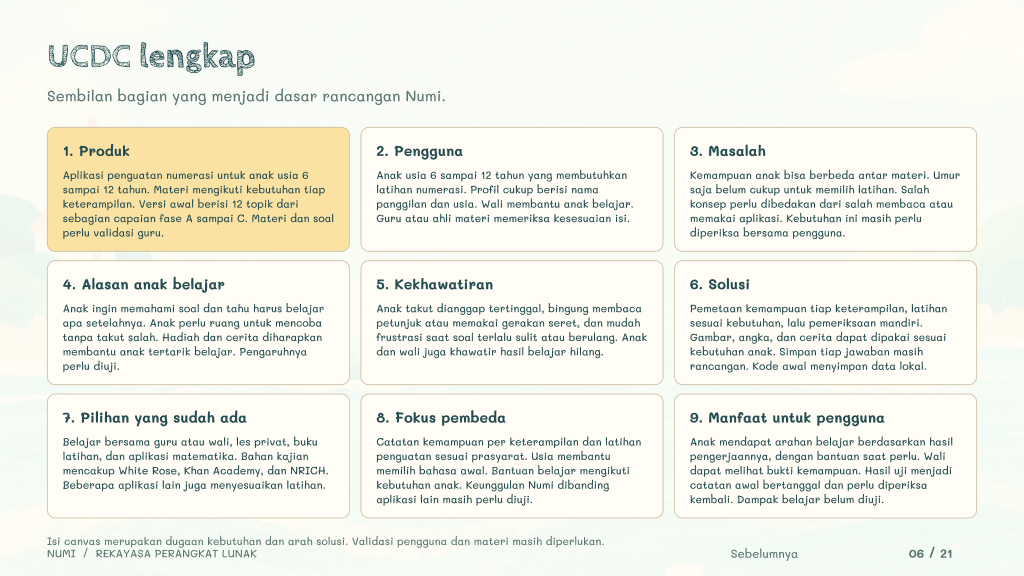 UCDC lengkap
Sembilan bagian yang menjadi dasar rancangan Numi.
1. Produk
Aplikasi penguatan numerasi untuk anak usia 6
sampai 12 tahun. Materi mengikuti kebutuhan tiap
keterampilan. Versi awal berisi 12 topik dari
sebagian capaian fase A sampai C. Materi dan soal
perlu validasi guru.
2. Pengguna
Anak usia 6 sampai 12 tahun yang membutuhkan
latihan numerasi. Profil cukup berisi nama
panggilan dan usia. Wali membantu anak belajar.
Guru atau ahli materi memeriksa kesesuaian isi.
3. Masalah
Kemampuan anak bisa berbeda antar materi. Umur
saja belum cukup untuk memilih latihan. Salah
konsep perlu dibedakan dari salah membaca atau
memakai aplikasi. Kebutuhan ini masih perlu
diperiksa bersama pengguna.
4. Alasan anak belajar
Anak ingin memahami soal dan tahu harus belajar
apa setelahnya. Anak perlu ruang untuk mencoba
tanpa takut salah. Hadiah dan cerita diharapkan
membantu anak tertarik belajar. Pengaruhnya
perlu diuji.
5. Kekhawatiran
Anak takut dianggap tertinggal, bingung membaca
petunjuk atau memakai gerakan seret, dan mudah
frustrasi saat soal terlalu sulit atau berulang. Anak
dan wali juga khawatir hasil belajar hilang.
6. Solusi
Pemetaan kemampuan tiap keterampilan, latihan
sesuai kebutuhan, lalu pemeriksaan mandiri.
Gambar, angka, dan cerita dapat dipakai sesuai
kebutuhan anak. Simpan tiap jawaban masih
rancangan. Kode awal menyimpan data lokal.
7. Pilihan yang sudah ada
Belajar bersama guru atau wali, les privat, buku
latihan, dan aplikasi matematika. Bahan kajian
mencakup White Rose, Khan Academy, dan NRICH.
Beberapa aplikasi lain juga menyesuaikan latihan.
8. Fokus pembeda
Catatan kemampuan per keterampilan dan latihan
penguatan sesuai prasyarat. Usia membantu
memilih bahasa awal. Bantuan belajar mengikuti
kebutuhan anak. Keunggulan Numi dibanding
aplikasi lain masih perlu diuji.
9. Manfaat untuk pengguna
Anak mendapat arahan belajar berdasarkan hasil
pengerjaannya, dengan bantuan saat perlu. Wali
dapat melihat bukti kemampuan. Hasil uji menjadi
catatan awal bertanggal dan perlu diperiksa
kembali. Dampak belajar belum diuji.
Isi canvas merupakan dugaan kebutuhan dan arah solusi. Validasi pengguna dan materi masih diperlukan.
NUMI / REKAYASA PERANGKAT LUNAK
Sebelumnya
06 / 21